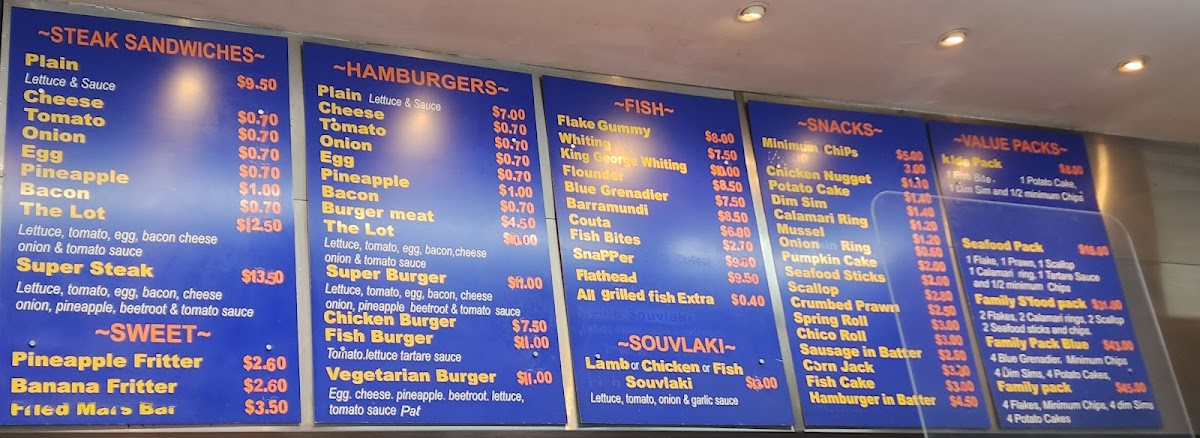 ~STEAK SANDWICHES~
Plain
Lettuce & Sauce $9.50
Cheese $0.70
Tomato $0.70
Onion $0.70
Egg $0.70
Pineapple $1.00
Bacon $0.70
The Lot $12.50
Lettuce, tomato, egg, bacon cheese
onion & tomato sauce
Super Steak $13.50
Lettuce, tomato, egg, bacon, cheese
onion, pineapple, beetroot & tomato sauce
~SWEET~
Pineapple Fritter $2.60
Banana Fritter $2.60
Fried Mars Bar $3.50
~HAMBURGERS~
Plain Lettuce & Sauce $7.00
Cheese $0.70
Tomato $0.70
Onion $0.70
Egg $0.70
Pineapple $1.00
Bacon $0.70
Burger meat $4.50
The Lot
Lettuce, tomato, egg, bacon,cheese
onion & tomato sauce
Super Burger $11.00
Lettuce, tomato, egg, bacon, cheese
onion, pineapple beetroot & tomato sauce
Chicken Burger $7.50
Fish Burger $11.00
Tomato.lettuce tartare sauce
Vegetarian Burger $11.00
Egg. cheese. pineapple. beetroot. lettuce,
tomato sauce Pat
~FISH~
Flake Gummy $8.00
Whiting $7.50
King George Whiting $10.00
Flounder $8.50
Blue Grenadier $7.50
Barramundi $8.50
Couta $6.00
Fish Bites $2.70
SnaPPer
Flathead $9.50
All grilled fish Extra $0.40
~SOUVLAKI~
Lamb or Chicken or Fish
Souvlaki
Lettuce, tomato, onion & garlic sauce
~SNACKS~
Minimum ChiPs $5.00
3.00
Chicken Nugget $1.10
Potato Cake $1.40
Dim Sim $1.40
Calamari Ring $1.20
Mussel $1.20
Onion Ring $0.60
Pumpkin Cake $2.00
Seafood Sticks $2.00
Scallop $2.80
Crumbed Prawn $2.50
Spring Roll $3.00
Chico Roll $3.00
Sausage in Batter $2.50
Corn Jack $3.20
Fish Cake $3.00
Hamburger in Batter $4.50
~VALUE PACKS~
kids Pack $8.80
1 Fish Bite, 1 Potato Cake,
1 Dim Sim and 1/2 minimum Chips
Seafood Pack
1 Flake, 1 Prawn, 1 Scallop
1 Calamari ring, 1 Tartare Sauce
and 1/2 minimum Chips
Family S'food pack $31.00
2 Flakes, 2 Calamari rings, 2 Scallop
2 Seafood sticks and chips.
Family Pack Blue $43.00
4 Blue Grenadier, Minimum Chips
4 Dim Sims, 4 Potato Cakes,
Family pack $45.00
4 Flakes, Minimum Chips, 4 dim Sims
4 Potato Cakes